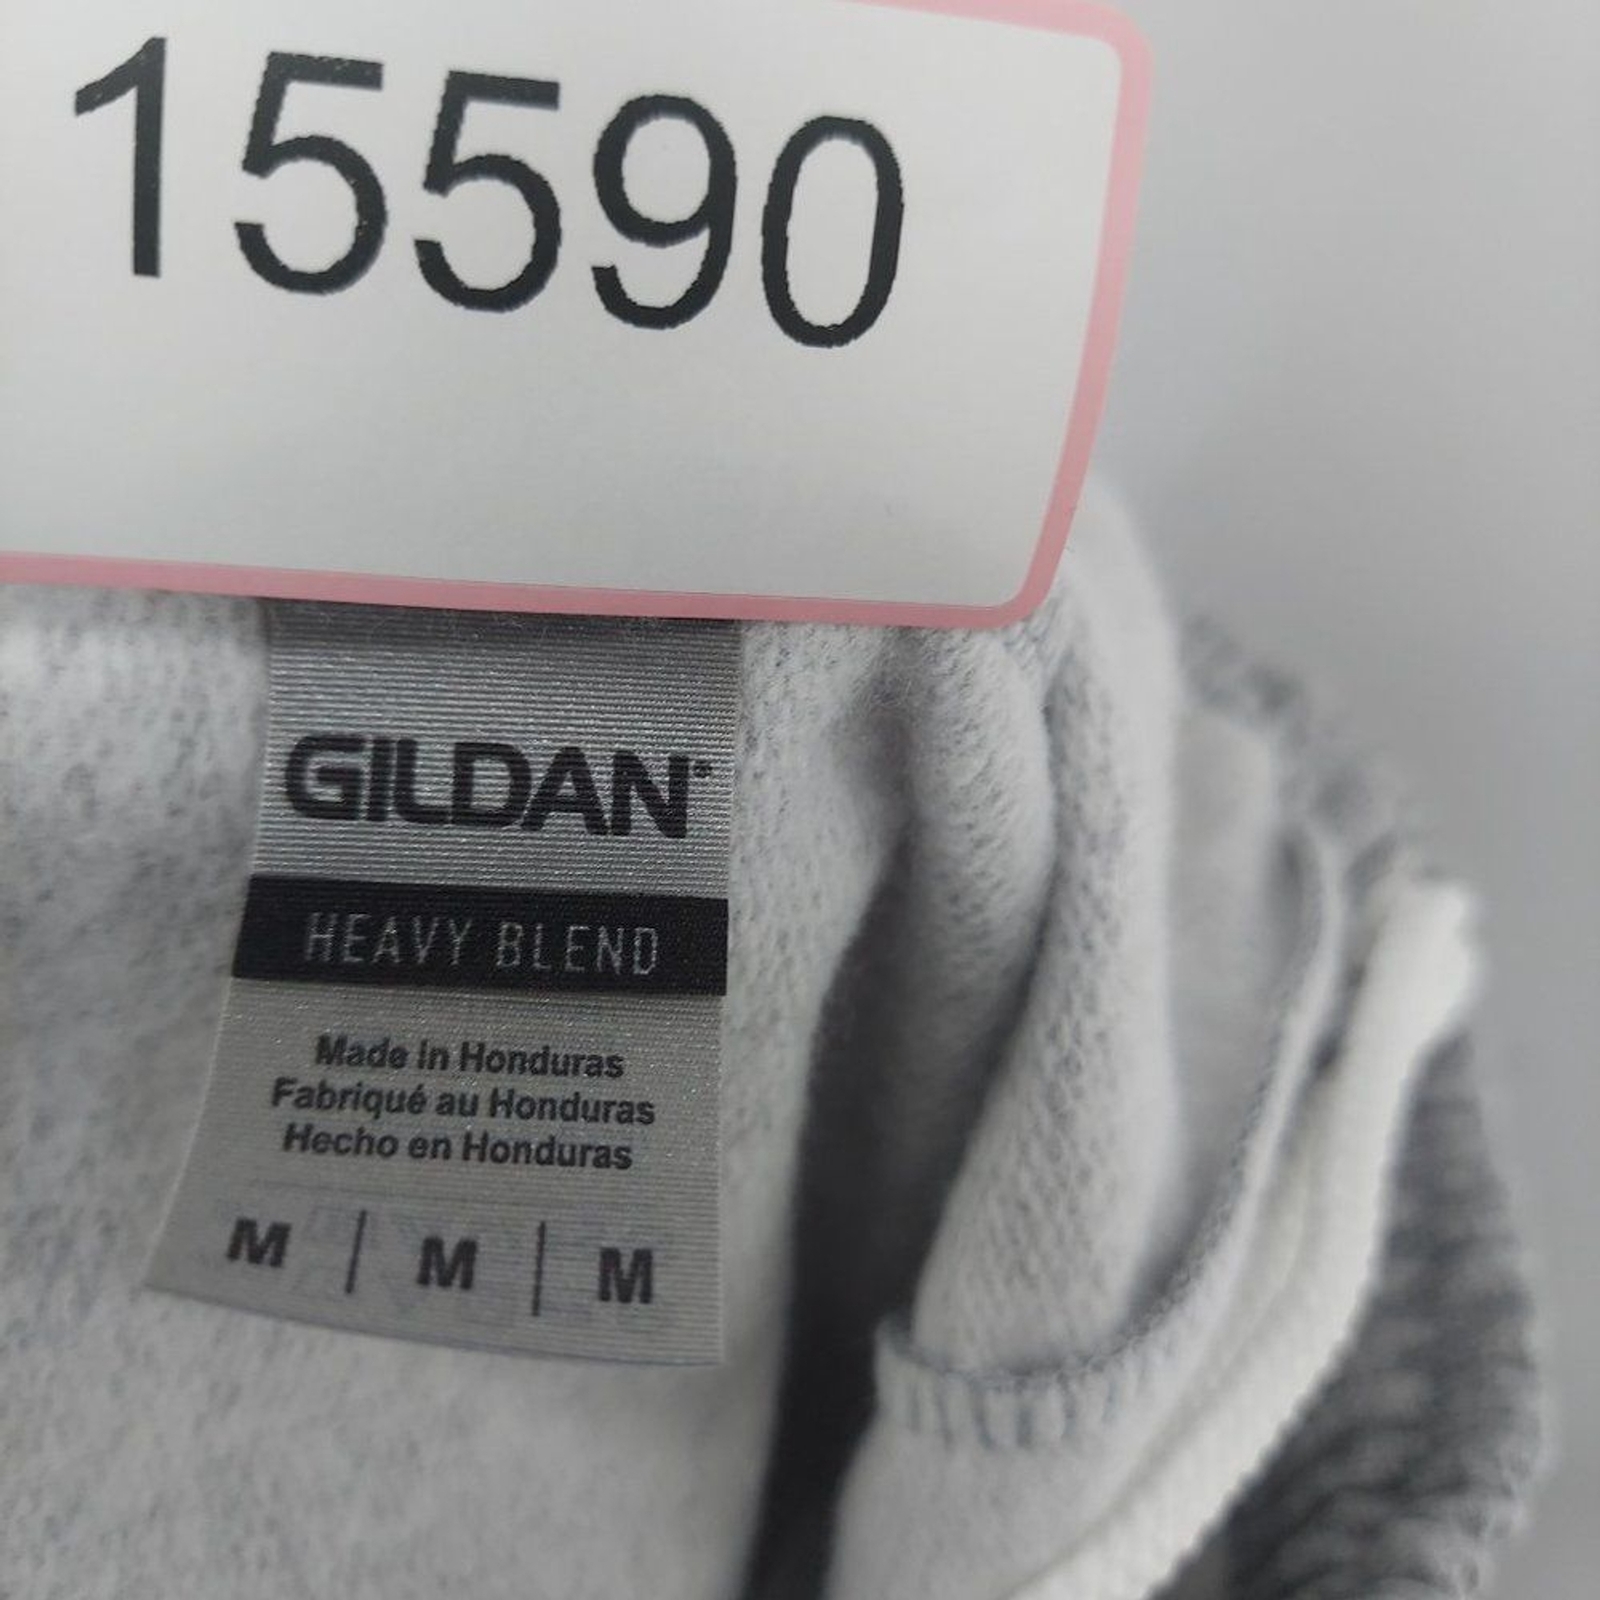 15590
GILDAN®
HEAVY BLEND
Made in Honduras
Fabriqué au Honduras
Hecho en Honduras
M | M | M